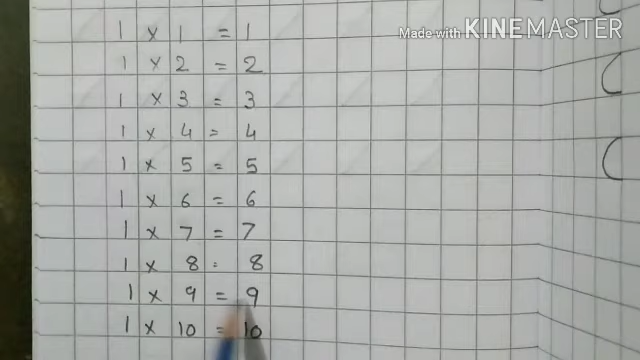 Made with KINEMASTER
1 × 1 = 1
1 × 2 = 2
1 × 3 = 3
1 × 4 = 4
1 × 5 = 5
1 × 6 = 6
1 × 7 = 7
1 × 8 = 8
1 × 9 = 9
1 × 10 = 10